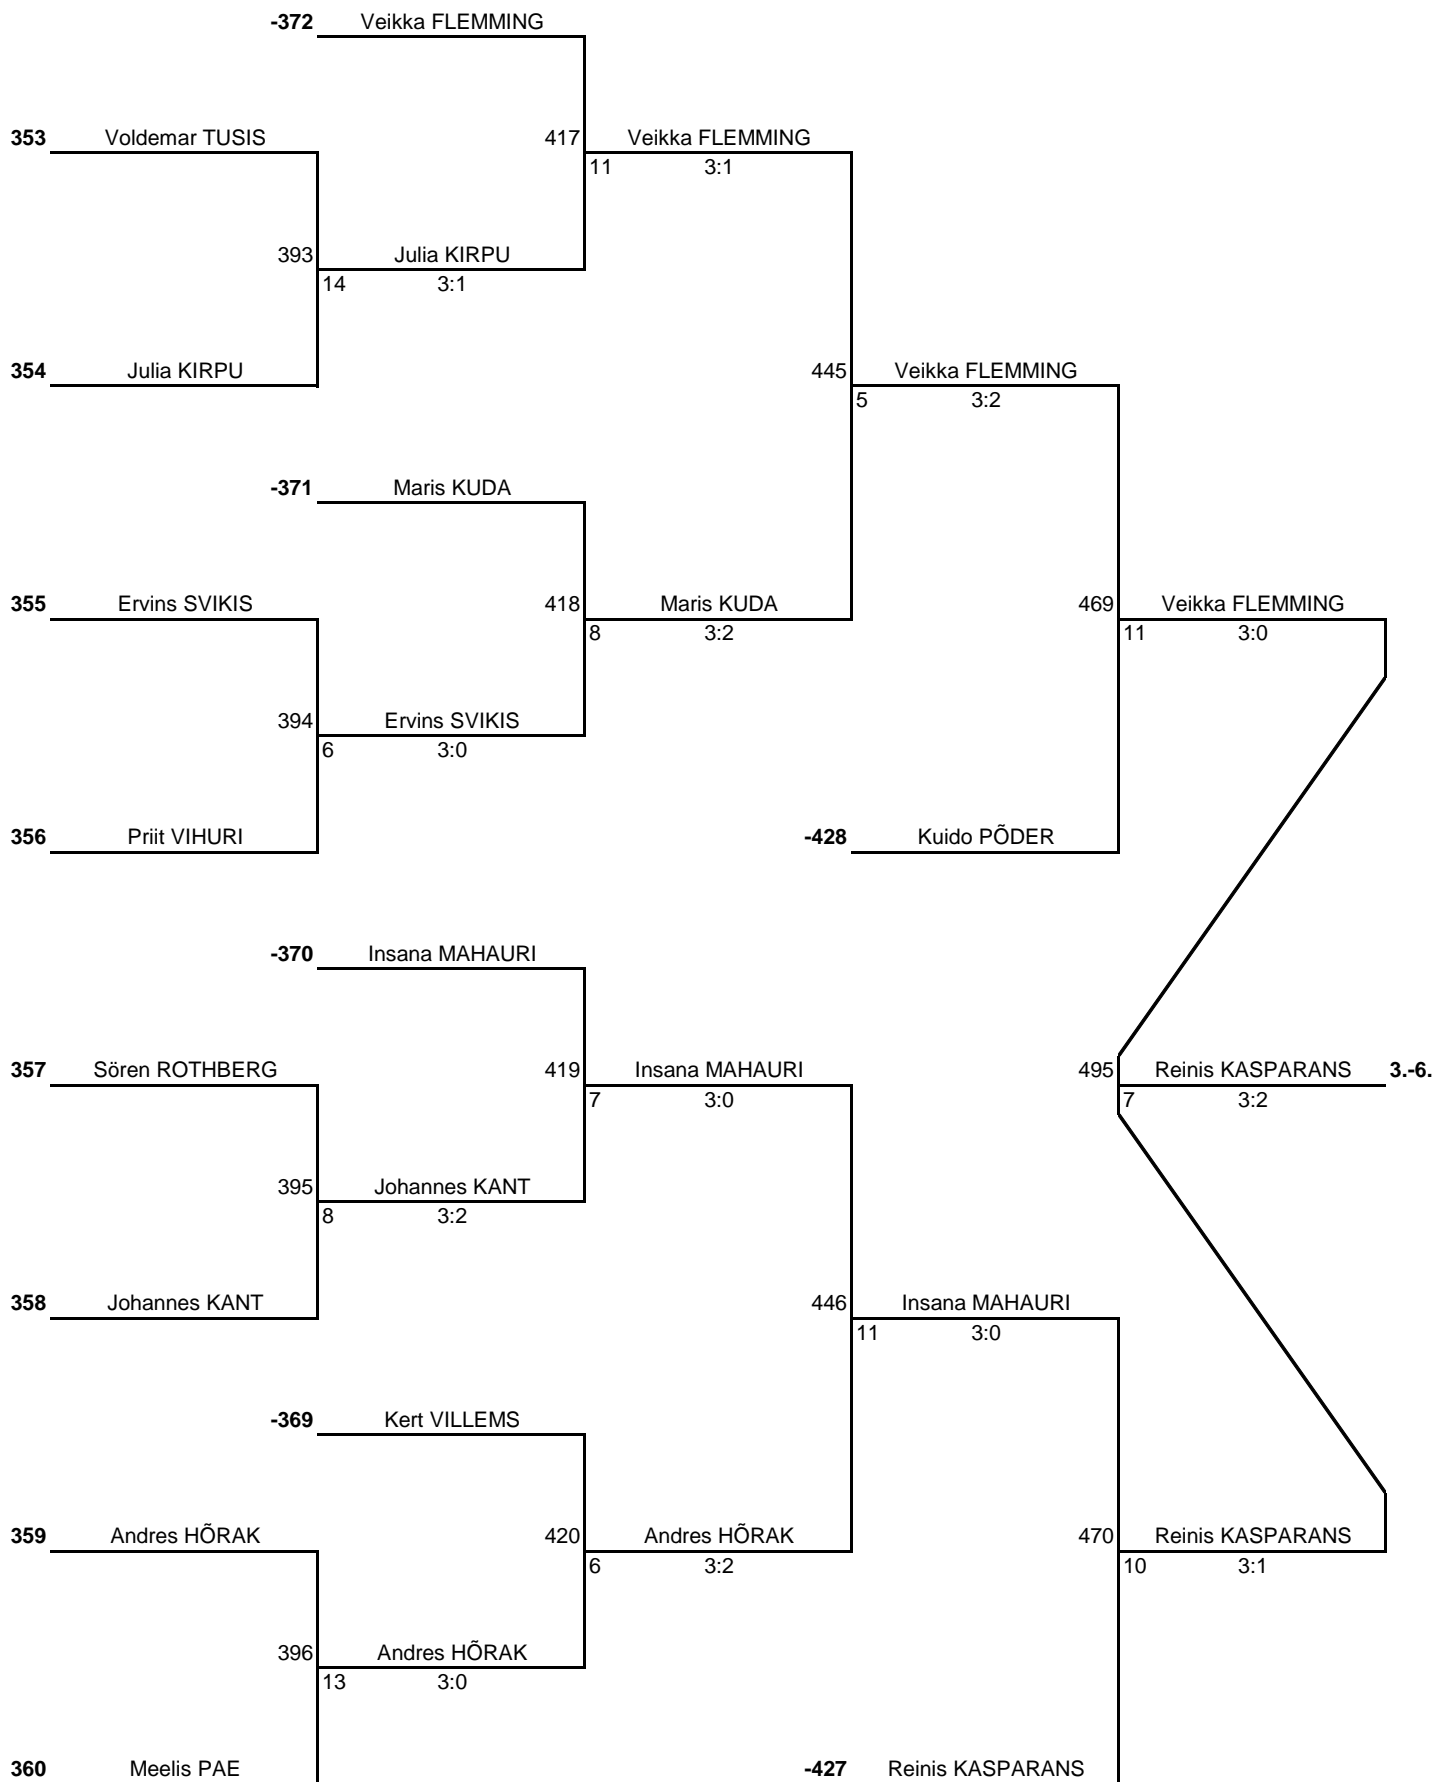 -372 Veikka FLEMMING
353 Voldemar TUSIS 417 Veikka FLEMMING
11 3:1
393 Julia KIRPU
14 3:1
354 Julia KIRPU 445 Veikka FLEMMING
5 3:2
-371 Maris KUDA
355 Ervins SVIKIS 418 Maris KUDA 469 Veikka FLEMMING
8 3:2 11 3:0
394 Ervins SVIKIS
6 3:0
356 Priit VIHURI -428 Kuido PÕDER
-370 Insana MAHAURI
357 Sören ROTHBERG 419 Insana MAHAURI 495 Reinis KASPARANS 3.-6.
7 3:0 7 3:2
395 Johannes KANT
8 3:2
358 Johannes KANT 446 Insana MAHAURI
11 3:0
-369 Kert VILLEMS
359 Andres HÕRAK 420 Andres HÕRAK 470 Reinis KASPARANS
6 3:2 10 3:1
396 Andres HÕRAK
13 3:0
360 Meelis PAE -427 Reinis KASPARANS